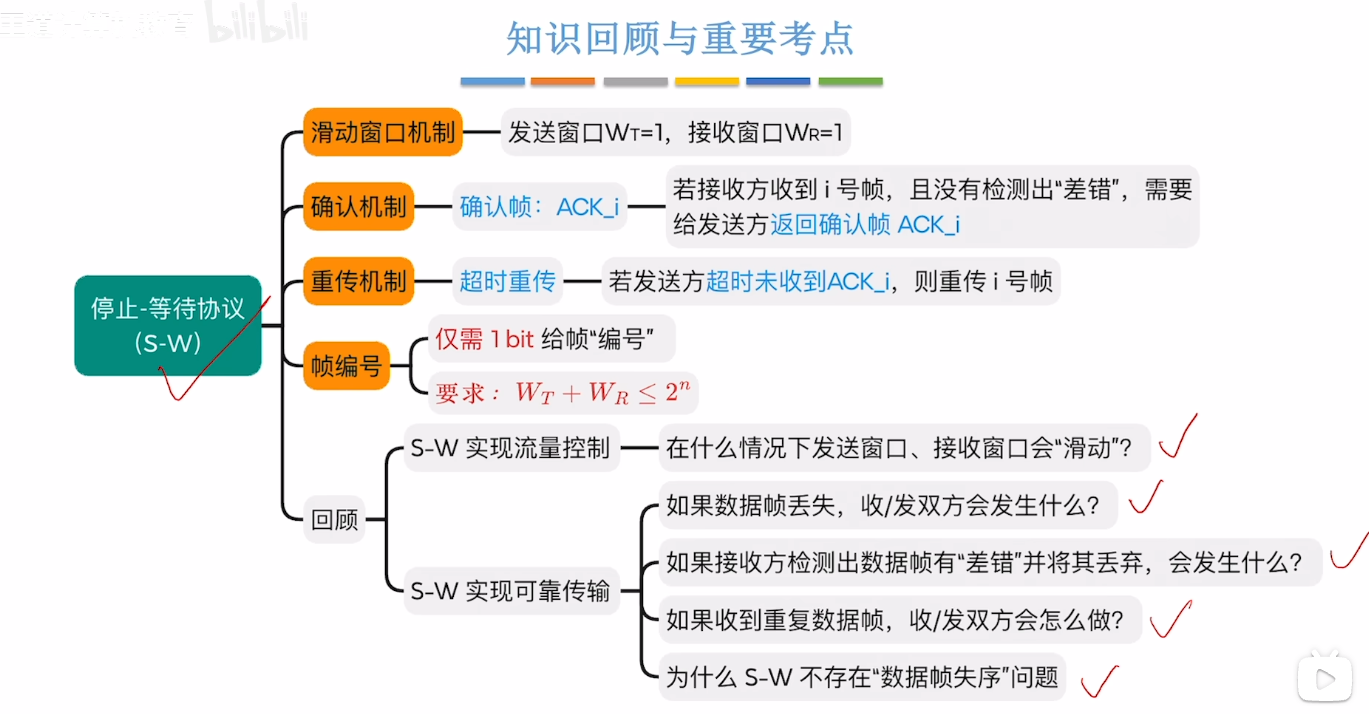 bilibili
知识回顾与重要考点
滑动窗口机制
发送窗口WT=1，接收窗口WR=1
确认机制
确认帧：ACK_i
若接收方收到 i 号帧，且没有检测出“差错”，需要
给发送方返回确认帧 ACK_i
重传机制
超时重传
若发送方超时未收到ACK_i，则重传 i 号帧
停止-等待协议
(S-W)
帧编号
仅需 1 bit 给帧“编号”
要求：W_T + W_R ≤ 2^n
回顾
S-W 实现流量控制
在什么情况下发送窗口、接收窗口会“滑动”？
S-W 实现可靠传输
如果数据帧丢失，收/发双方会发生什么？
如果接收方检测出数据帧有“差错”并将其丢弃，会发生什么？
如果收到重复数据帧，收/发双方会怎么做？
为什么 S-W 不存在“数据帧失序”问题